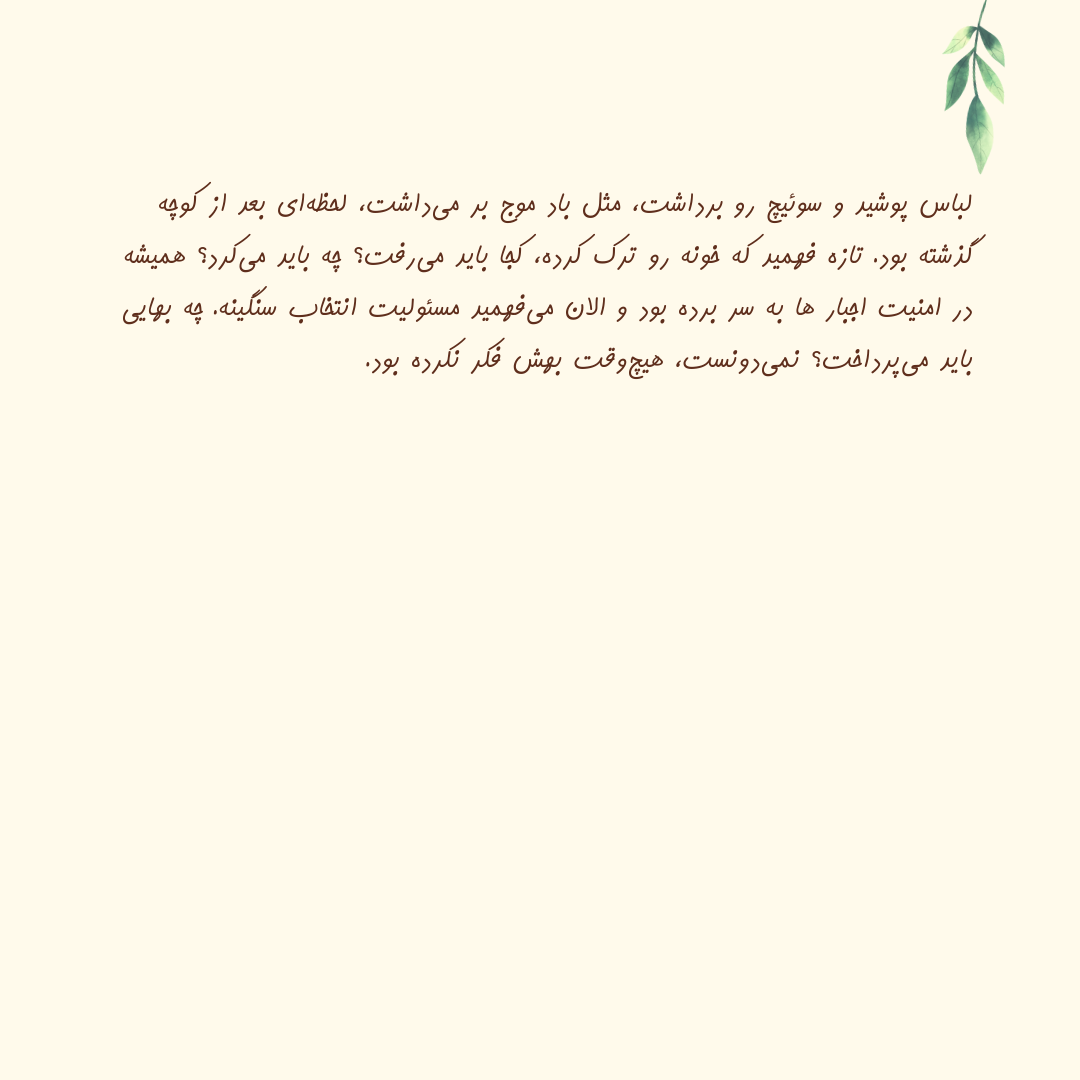 لباس پوشید و سوئیچ رو برداشت، مثل باد موج بر می‌داشت، لحظه‌ای بعد از کوچه
گذشته بود. تازه فهمید که خونه رو ترک کرده، کجا باید می‌رفت؟ چه باید می‌کرد؟ همیشه
در امنیت اجبار ها به سر برده بود و الان می‌فهمید مسئولیت انتخاب سنگینه. چه بهایی
باید می‌پرداخت؟ نمی‌دونست، هیچ‌وقت بهش فکر نکرده بود.